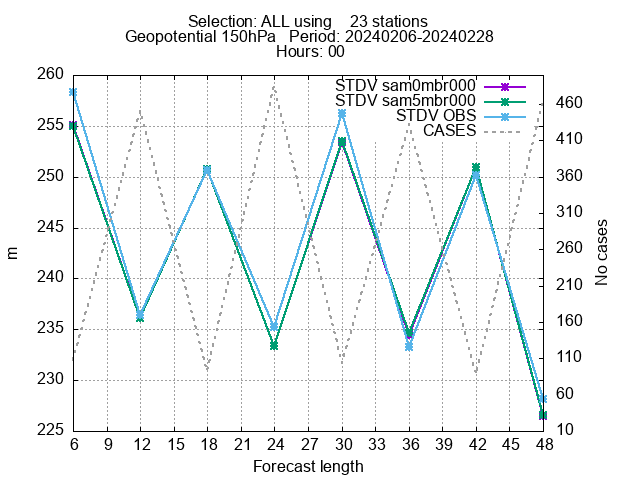 Selection: ALL using    23 stations
Geopotential 150hPa   Period: 20240206-20240228
Hours: 00
STDV sam0mbr000
STDV sam5mbr000
STDV OBS
CASES
260
255
250
245
240
235
230
225
m
460
410
360
310
260
210
160
110
60
10
No cases
6 9 12 15 18 21 24 27 30 33 36 39 42 45 48
Forecast length